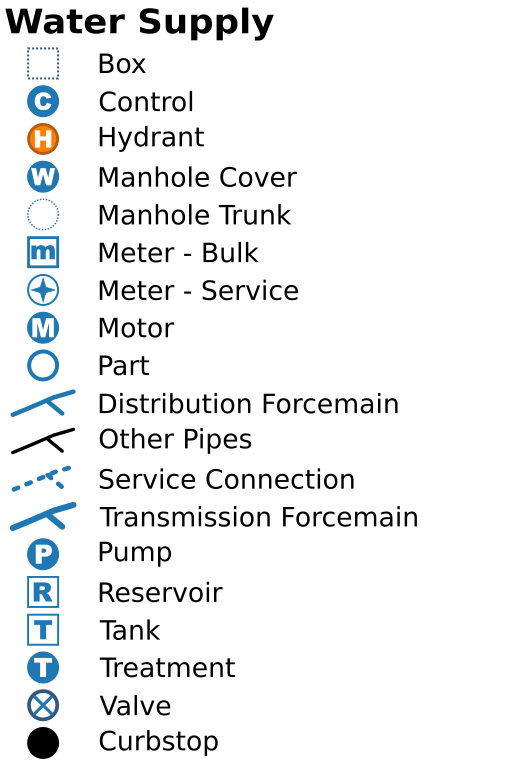 Water Supply
Box
C Control
H Hydrant
W Manhole Cover
Manhole Trunk
m Meter - Bulk
Meter - Service
M Motor
Part
Distribution Forcemain
Other Pipes
Service Connection
Transmission Forcemain
P Pump
R Reservoir
T Tank
T Treatment
Valve
Curbstop